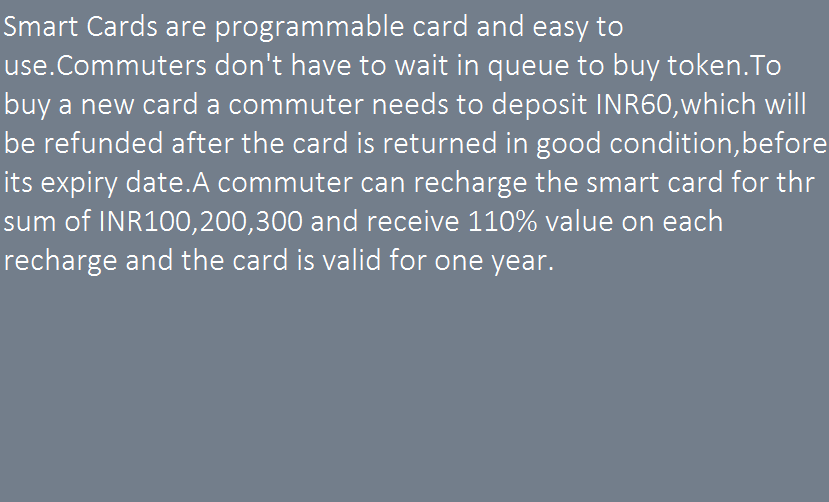 Smart Cards are programmable card and easy to
use.Commuters don't have to wait in queue to buy token.To
buy a new card a commuter needs to deposit INR60,which will
be refunded after the card is returned in good condition,before
its expiry date.A commuter can recharge the smart card for thr
sum of INR100,200,300 and receive 110% value on each
recharge and the card is valid for one year.